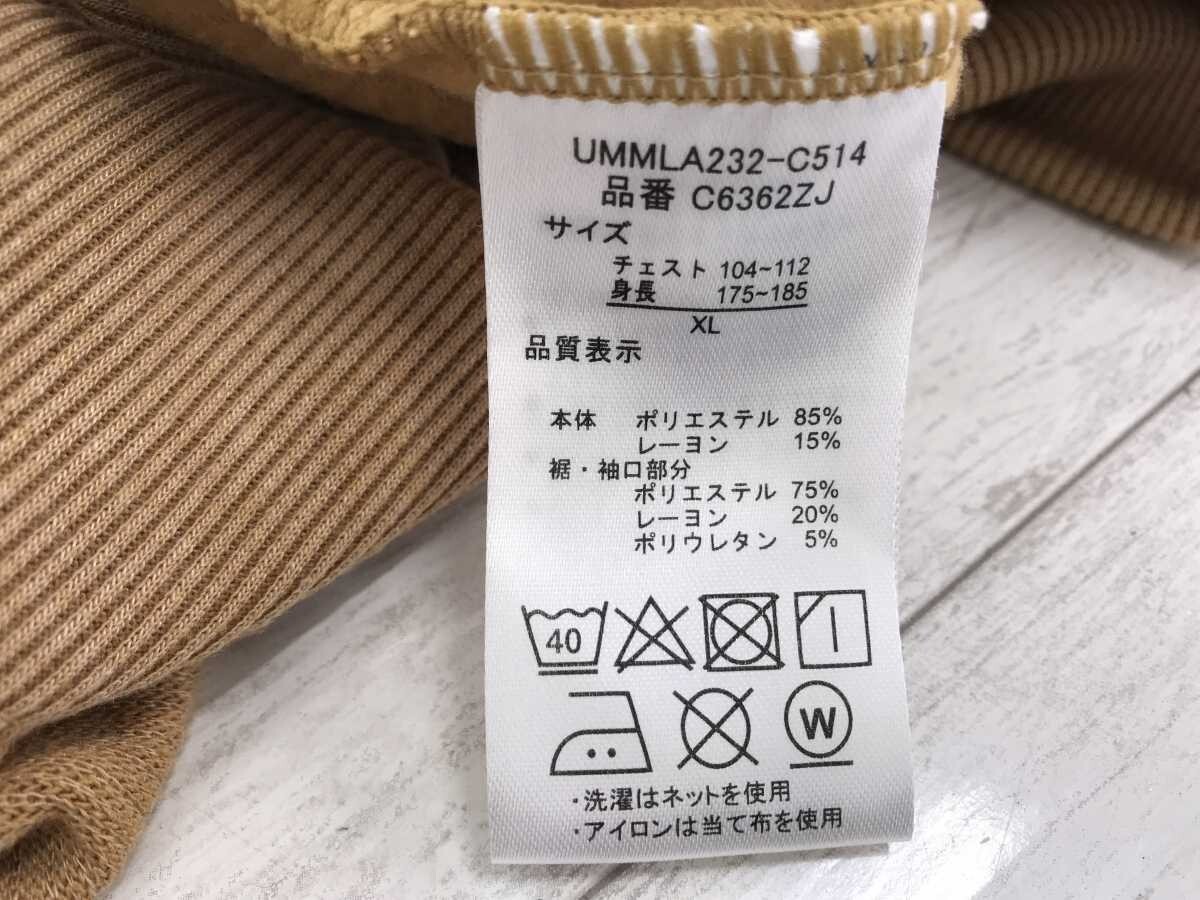 UMMLA232-C514
品番 C6362ZJ
サイズ
チェスト 104~112
身長 175~185
XL
品質表示
本体 ポリエステル 85%
レーヨン 15%
裾・袖口部分
ポリエステル 75%
レーヨン 20%
ポリウレタン 5%
40
W
・洗濯はネットを使用
・アイロンは当て布を使用